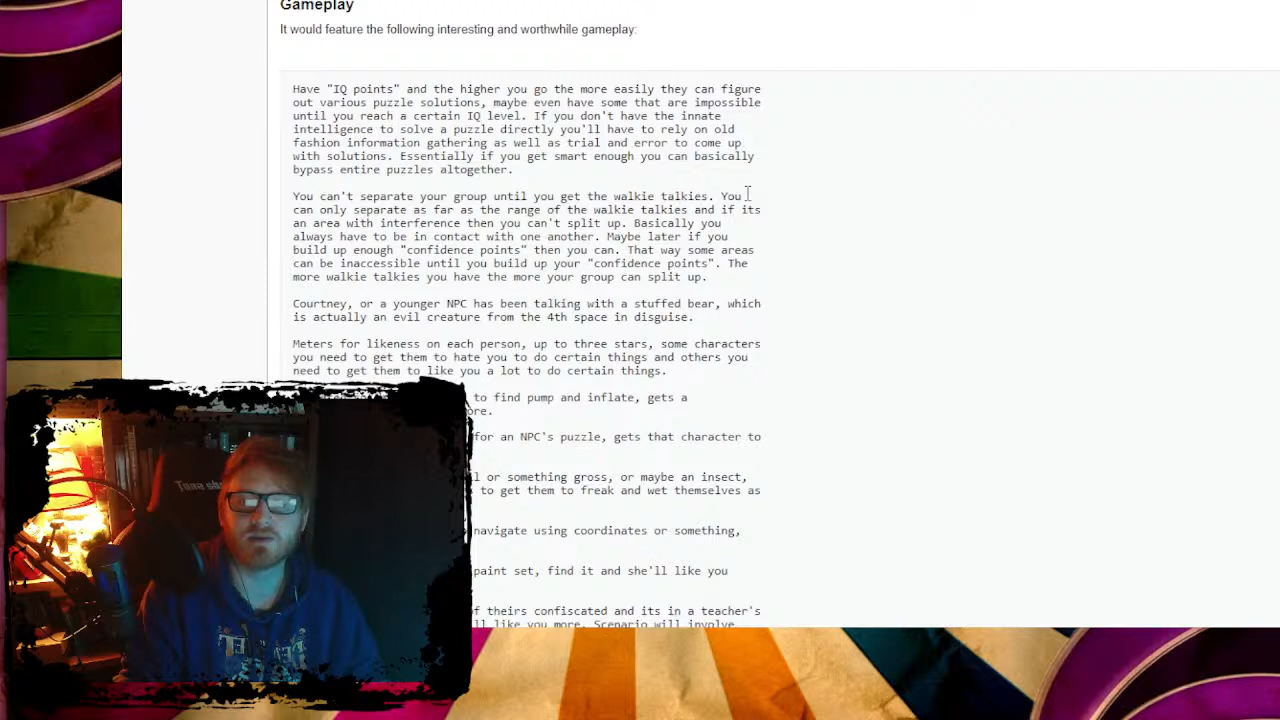 Gameplay
It would feature the following interesting and worthwhile gameplay:
Have "IQ points" and the higher you go the more easily they can figure
out various puzzle solutions, maybe even have some that are impossible
until you reach a certain IQ level. If you don't have the innate
intelligence to solve a puzzle directly you'll have to rely on old
fashion information gathering as well as trial and error to come up
with solutions. Essentially if you get smart enough you can basically
bypass entire puzzles altogether.
You can't separate your group until you get the walkie talkies. You
can only separate as far as the range of the walkie talkies and if its
an area with interference then you can't split up. Basically you
always have to be in contact with one another. Maybe later if you
build up enough "confidence points" then you can. That way some areas
can be inaccessible until you build up your "confidence points". The
more walkie talkies you have the more your group can split up.
Courtney, or a younger NPC has been talking with a stuffed bear, which
is actually an evil creature from the 4th space in disguise.
Meters for likeness on each person, up to three stars, some characters
you need to get them to hate you to do certain things and others you
need to get them to like you a lot to do certain things.
to find pump and inflate, gets a
ore.
for an NPC's puzzle, gets that character to
l or something gross, or maybe an insect,
to get them to freak and wet themselves as
navigate using coordinates or something,
paint set, find it and she'll like you
f theirs confiscated and its in a teacher's
ll like you more. Scenario will involve